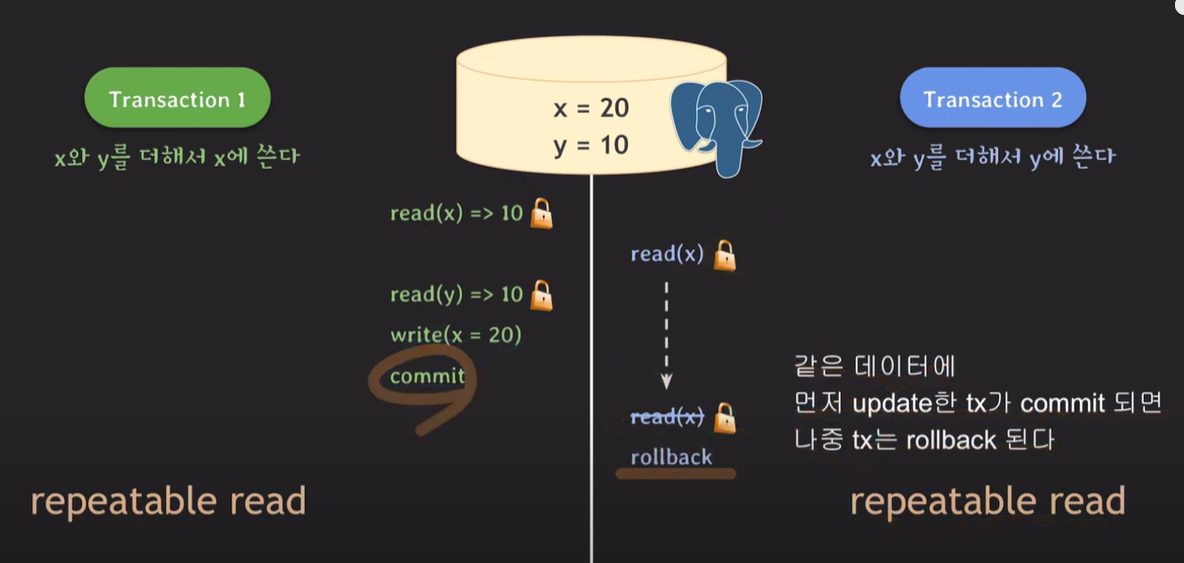 Transaction 1
x와 y를 더해서 x에 쓴다
x = 20
y = 10
Transaction 2
x와 y를 더해서 y에 쓴다
read(x) => 10
read(x)
read(y) => 10
write(x = 20)
commit
read(x)
rollback
같은 데이터에
먼저 update한 tx가 commit 되면
나중 tx는 rollback 된다
repeatable read
repeatable read